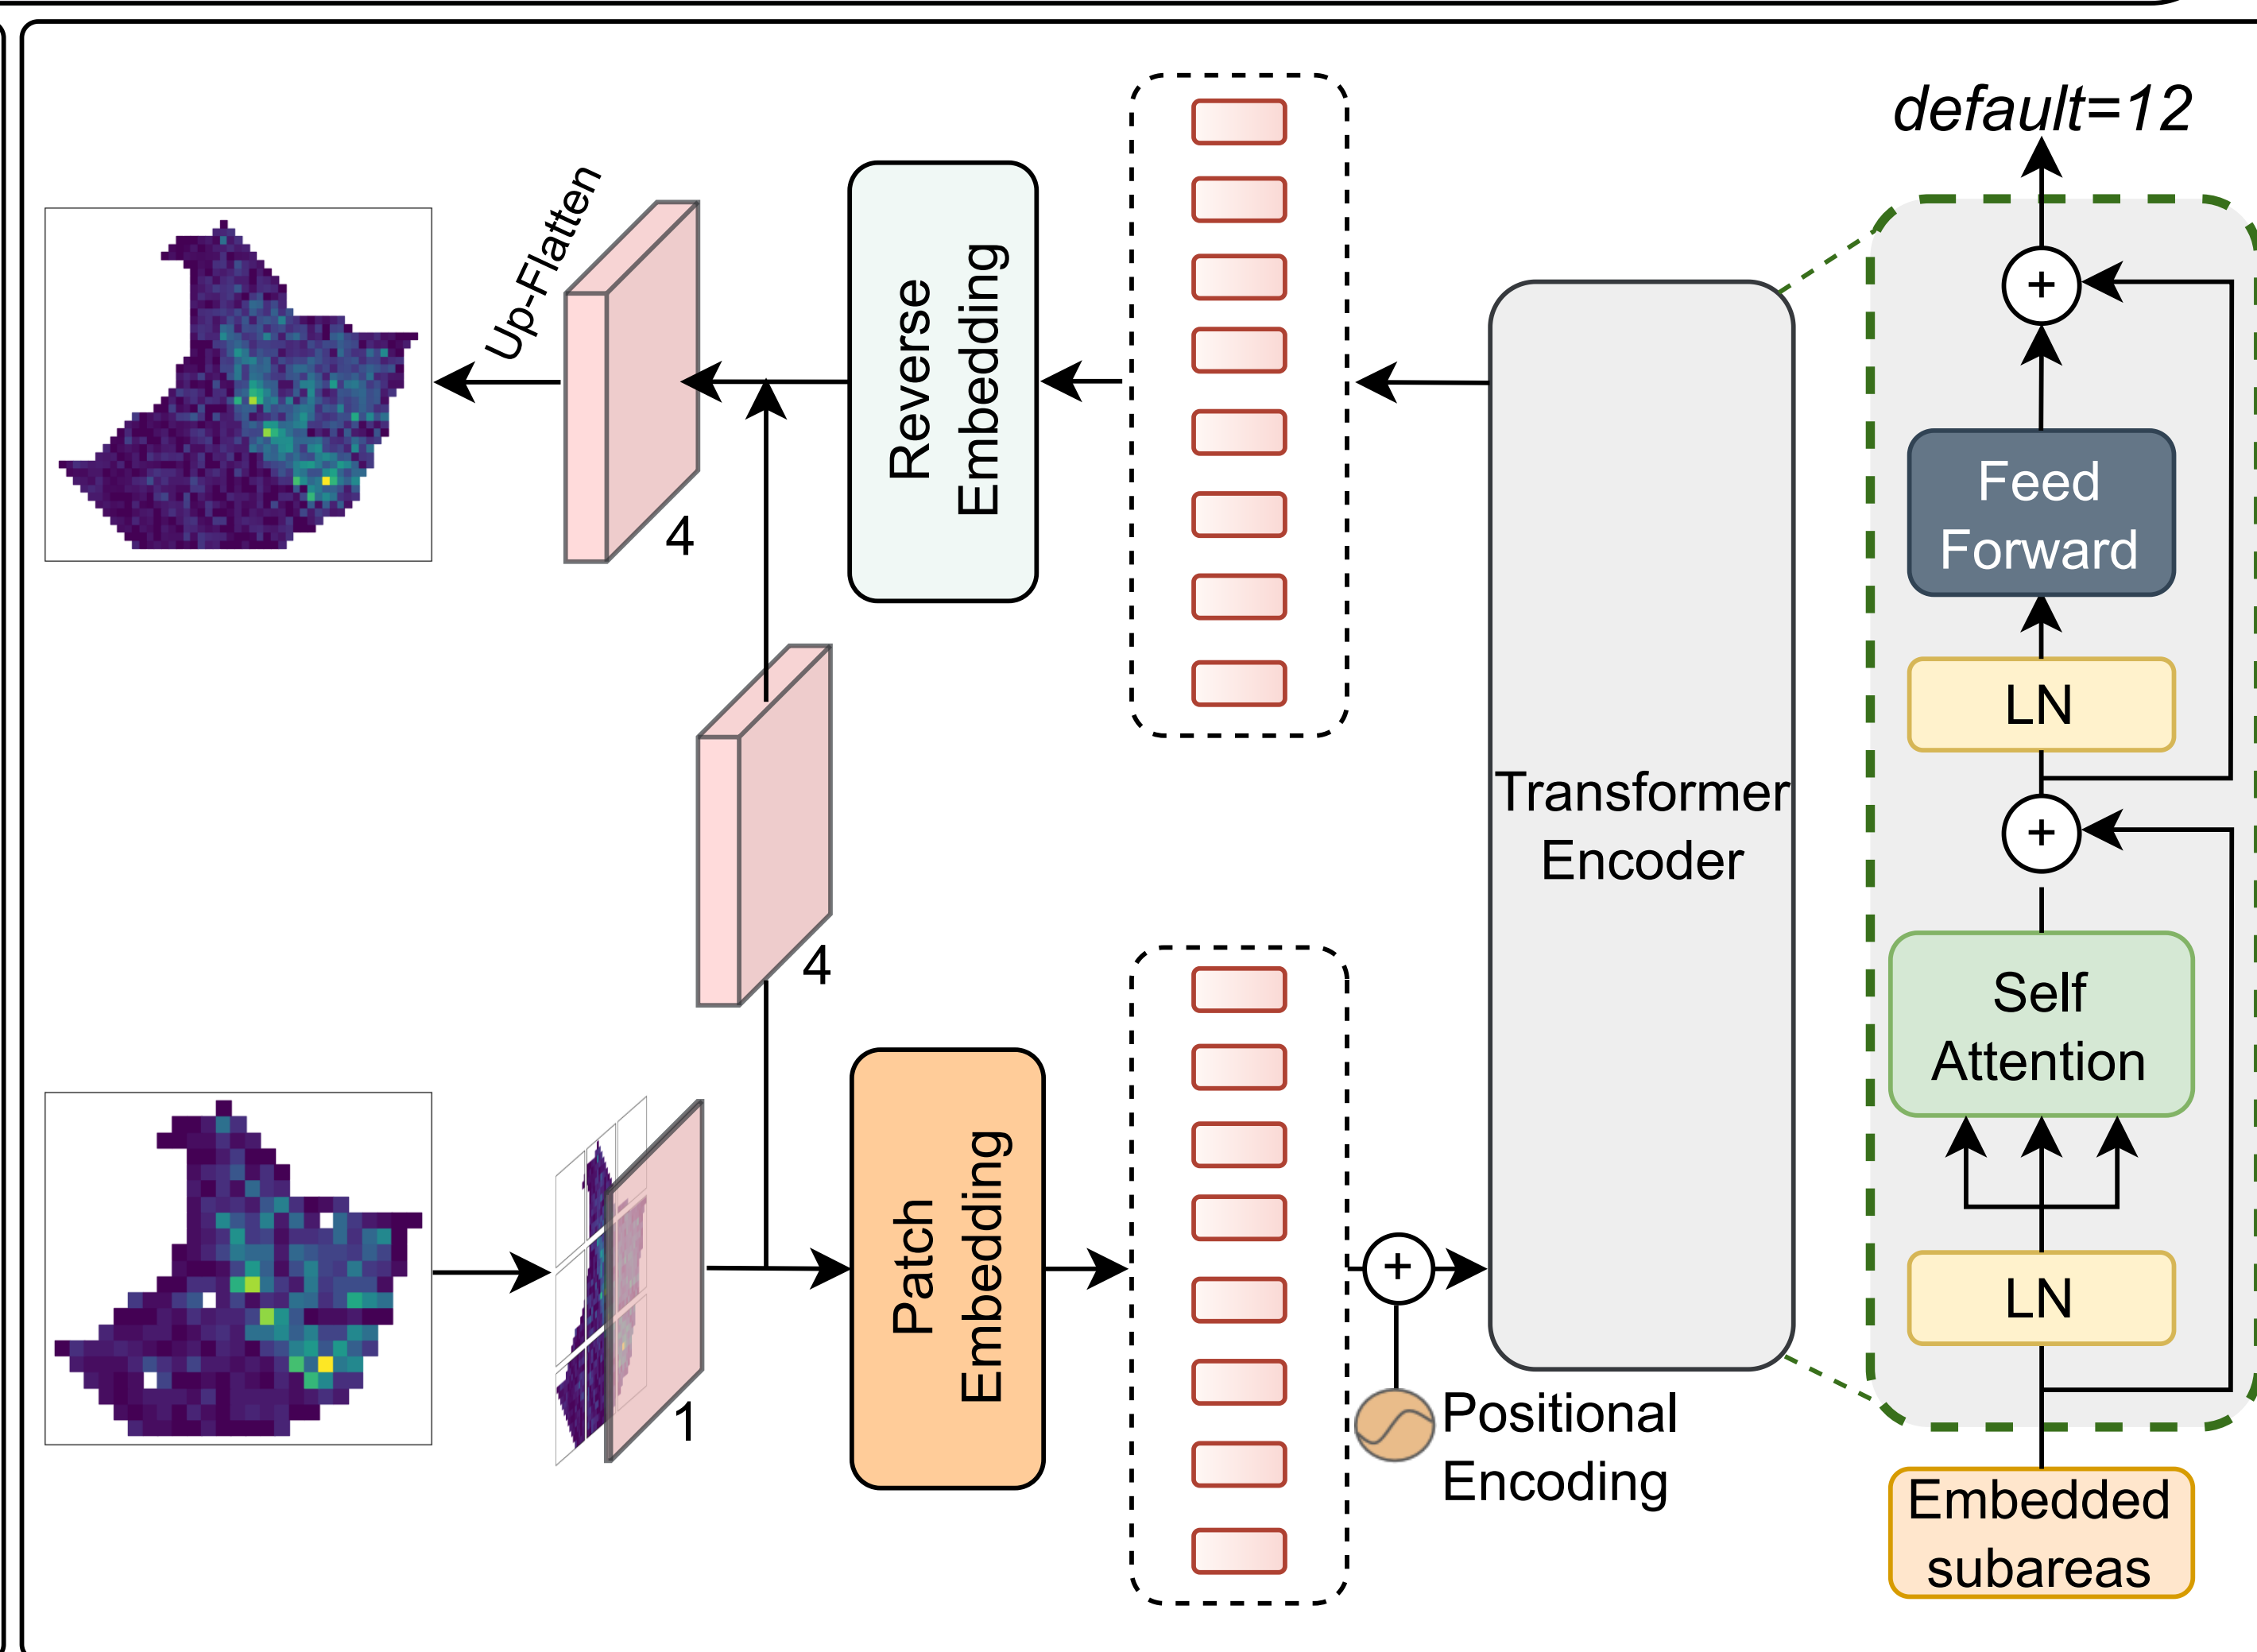 default=12
Up-Flatten
4
Reverse
Embedding
+
Feed
Forward
LN
Transformer
Encoder
+
4
Self
Attention
1
Patch
Embedding
+
LN
Positional
Encoding
Embedded
subareas